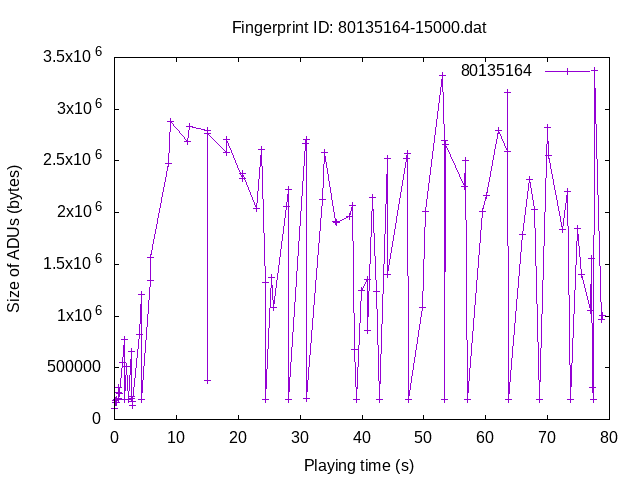 Fingerprint ID: 80135164-15000.dat
3.5x10^6
80135164
3x10^6
2.5x10^6
2x10^6
1.5x10^6
1x10^6
500000
0
Size of ADUs (bytes)
0 10 20 30 40 50 60 70 80
Playing time (s)